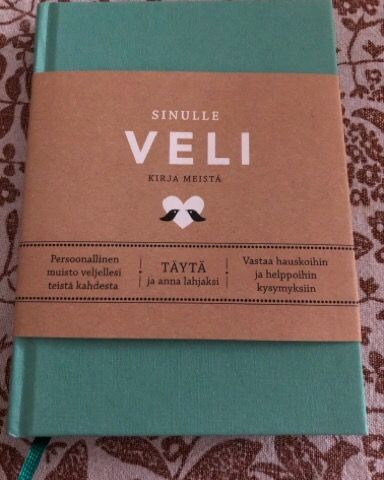 SINULLE
VELI
KIRJA MEISTÄ
Persoonallinen
muisto veljellesi
teistä kahdesta
TÄYTÄ
ja anna lahjaksi
Vastaa hauskoihin
ja helppoihin
kysymyksiin